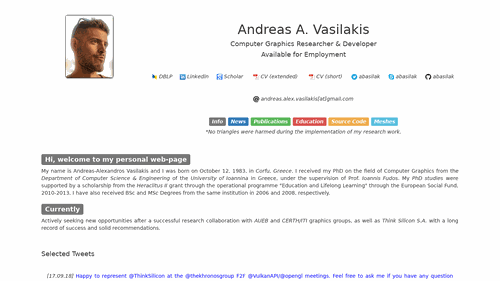 Andreas A. Vasilakis
Computer Graphics Researcher & Developer
Available for Employment
DBLP Linkedin Scholar CV (extended) CV (short) abasilak abasilak abasilak
andreas.alex.vasilakis[at]gmail.com
Info News Publications Education Source Code Meshes
*No triangles were harmed during the implementation of my research work.
Hi, welcome to my personal web-page
My name is Andreas-Alexandros Vasilakis and I was born on October 12, 1983, in Corfu, Greece. I received my PhD on the field of Computer Graphics from the
Department of Computer Science & Engineering of the University of Ioannina in Greece, under the supervision of Prof. Ioannis Fudos. My PhD studies were
supported by a scholarship from the Heraclitus II grant through the operational programme "Education and Lifelong Learning" through the European Social Fund,
2010-2013. I have also received BSc and MSc Degrees from the same institution in 2006 and 2008, respectively.
Currently
Actively seeking new opportunities after a successful research collaboration with AUEB and CERTH/ITI graphics groups, as well as Think Silicon S.A. with a long
record of success and solid recommendations.
Selected Tweets
[17.09.18] Happy to represent @ThinkSilicon at the @thekhronosgroup F2F @VulkanAPI/@opengl meetings. Feel free to ask me if you have any question